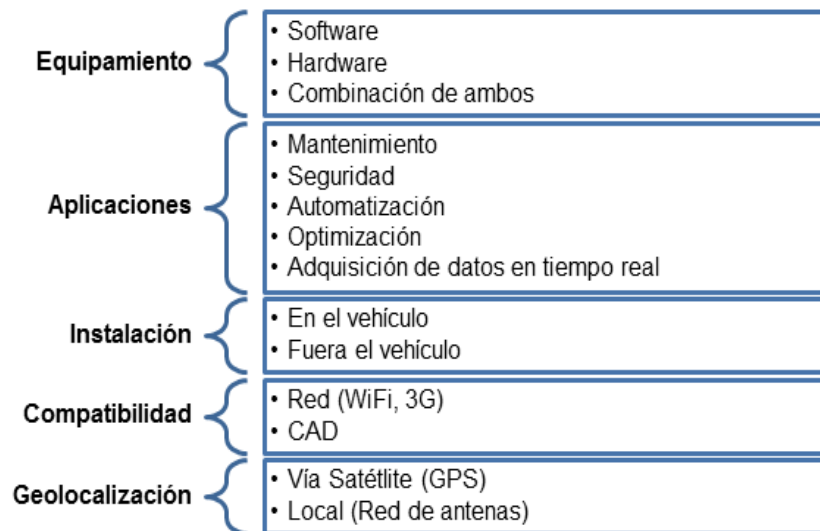 Equipamiento
• Software
• Hardware
• Combinación de ambos
Aplicaciones
• Mantenimiento
• Seguridad
• Automatización
• Optimización
• Adquisición de datos en tiempo real
Instalación
• En el vehículo
• Fuera el vehículo
Compatibilidad
• Red (WiFi, 3G)
• CAD
Geolocalización
• Vía Satétlite (GPS)
• Local (Red de antenas)